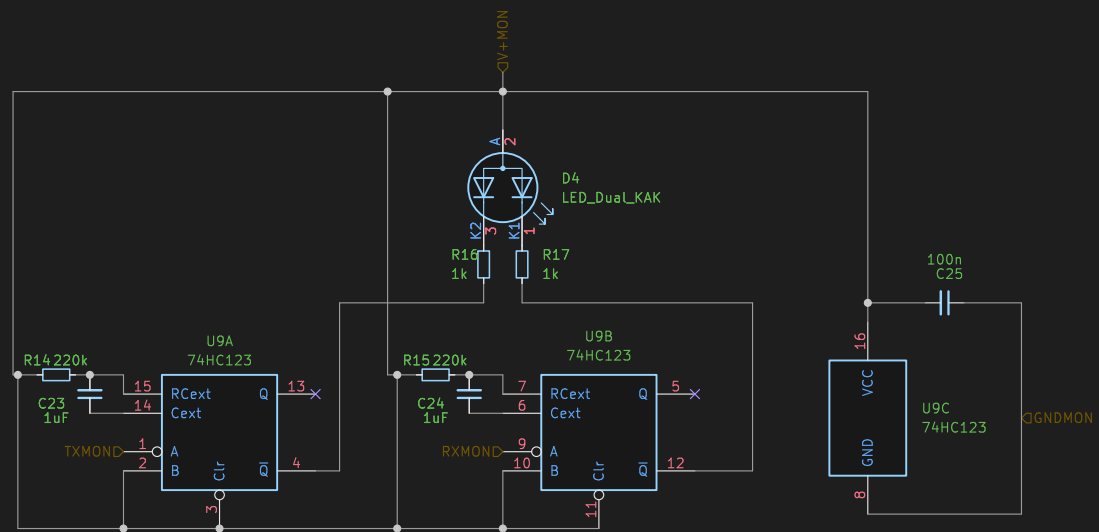 V+MON
A
2
D4
LED_Dual_KAK
K2
3
K1
1
R16
1k
R17
1k
100n
C25
U9A
74HC123
U9B
74HC123
R14 220k
R15 220k
16
15
RCext
Q
13
7
RCext
Q
5
VCC
C23
1uF
14
Cext
C24
1uF
6
Cext
U9C
74HC123
GNDMON
TXMON
1
A
RXMON
9
A
2
B
Clr
Q
4
10
B
Clr
Q
12
GND
3
11
8